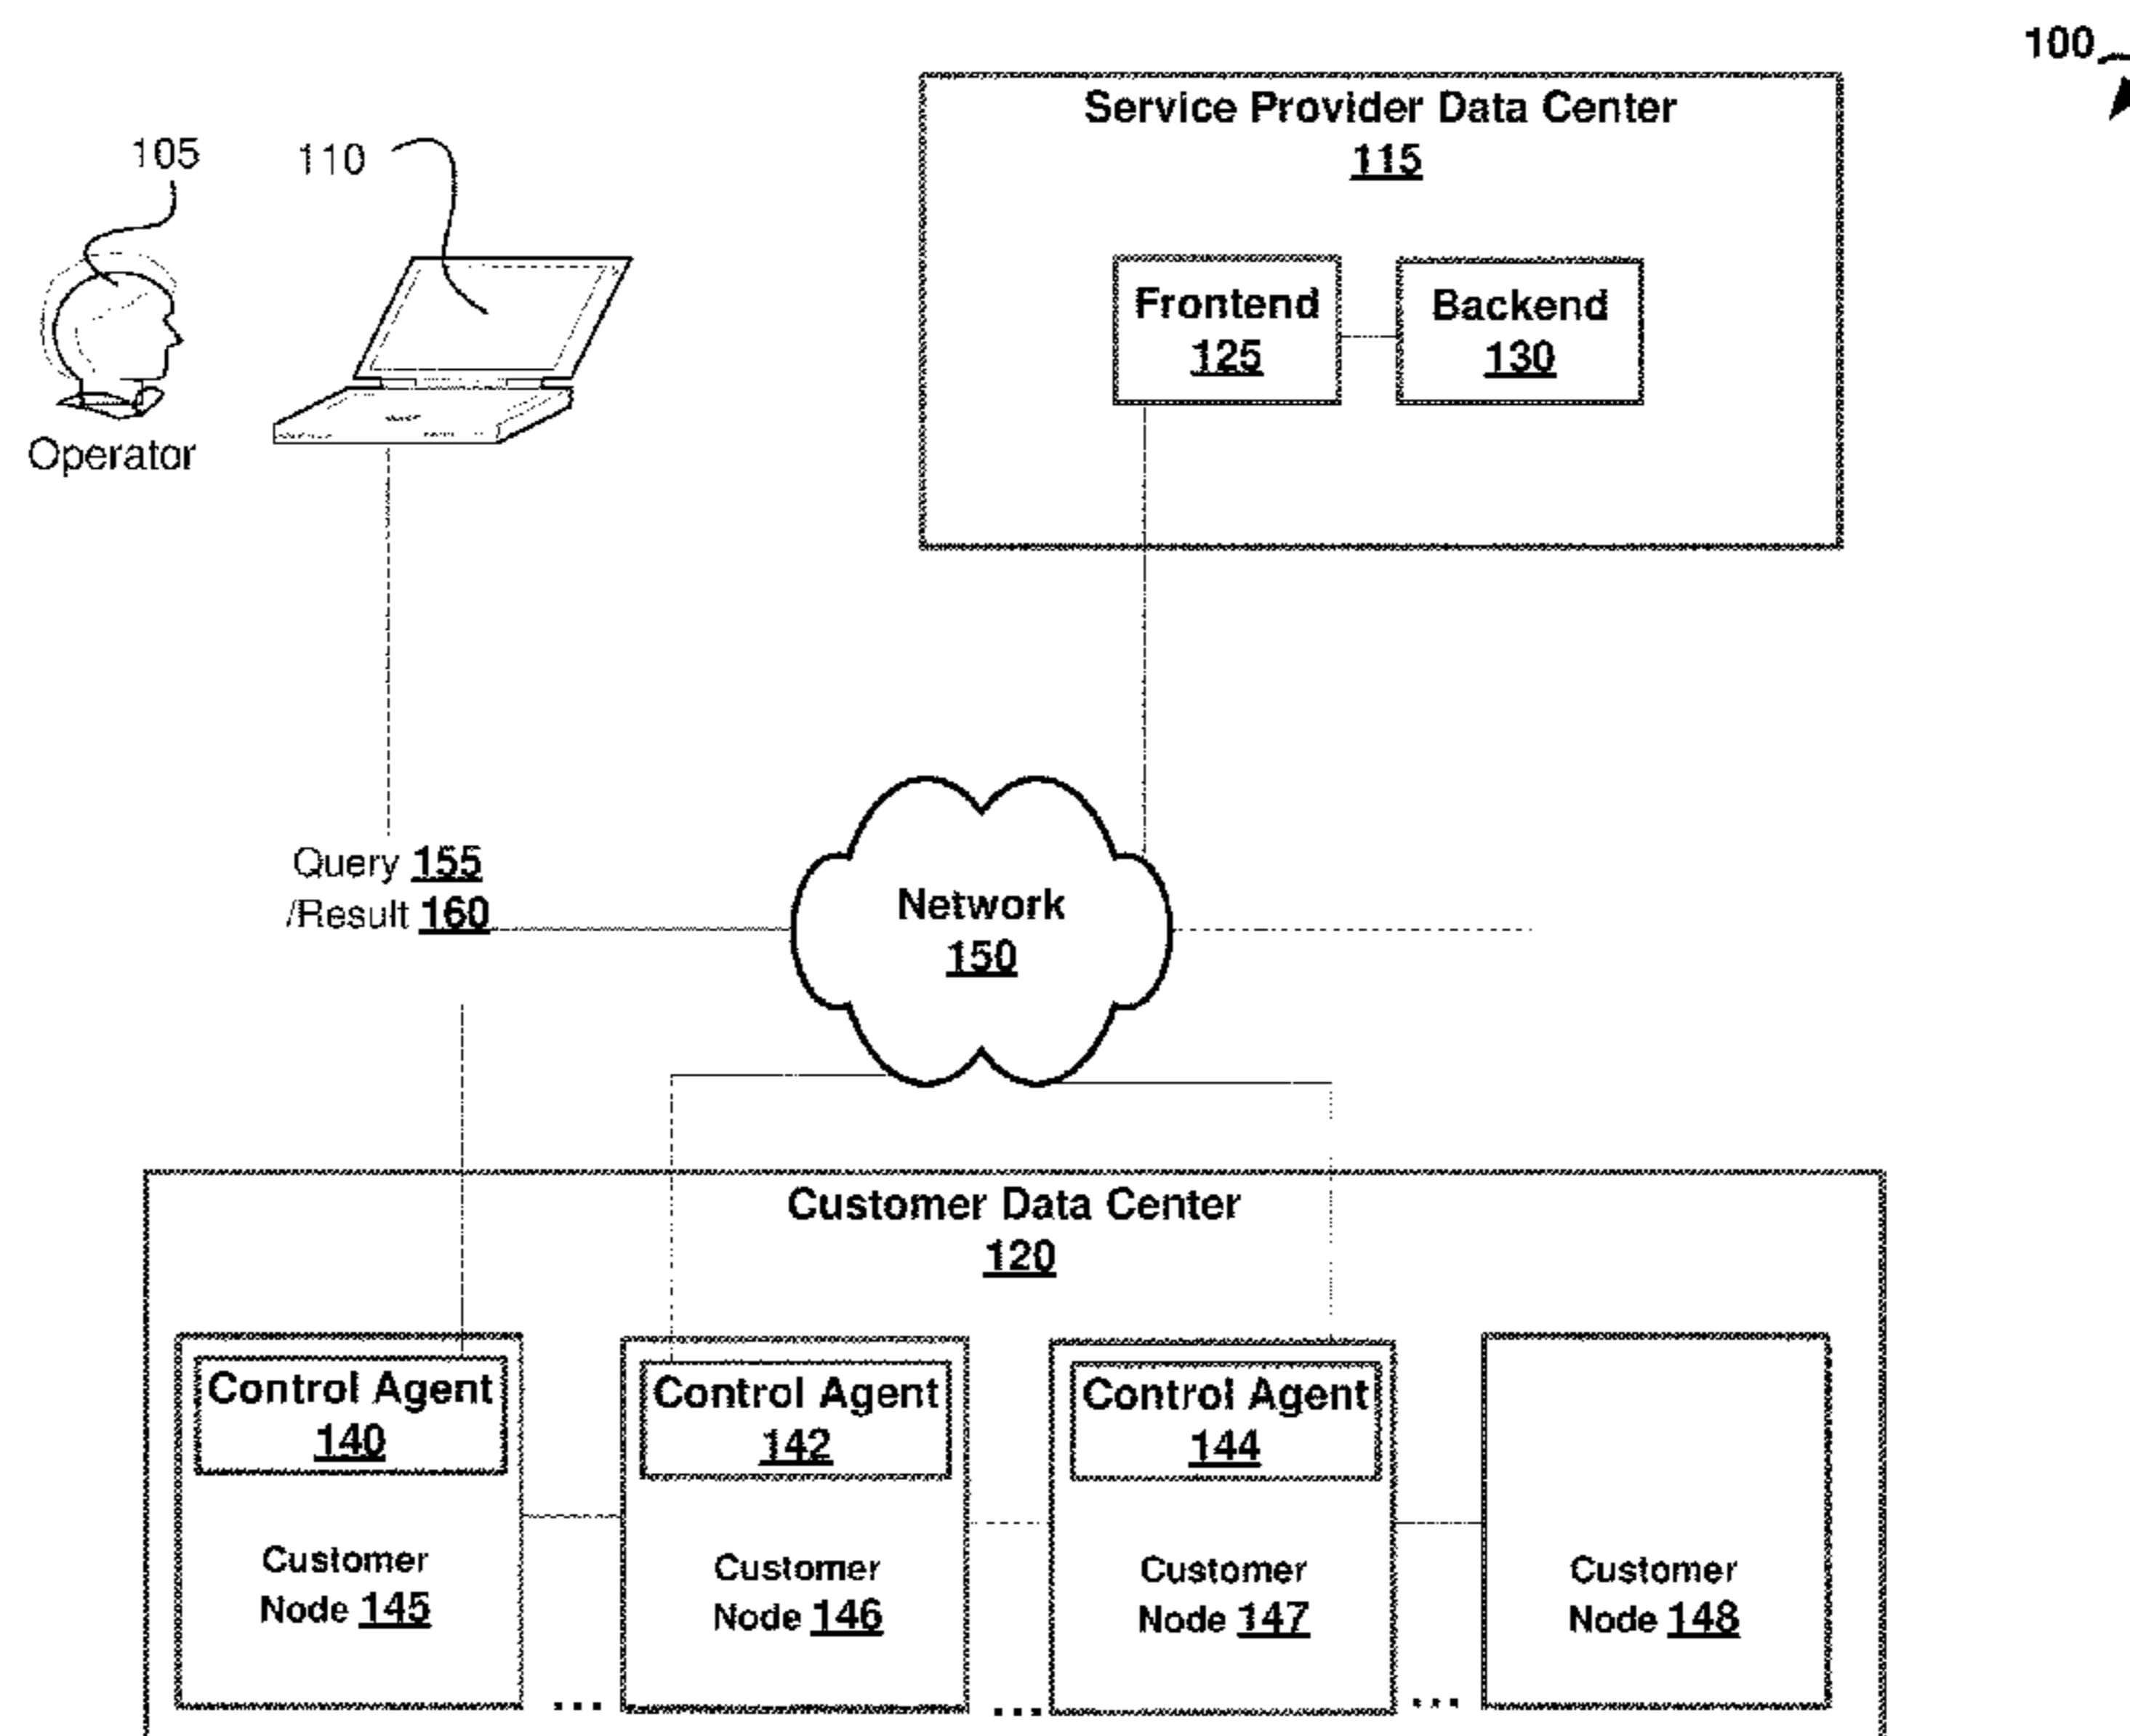 100
Service Provider Data Center
115
105
110
Frontend
125
Backend
130
Operator
Query 155
/Result 160
Network
150
Customer Data Center
120
Control Agent
140
Control Agent
142
Control Agent
144
Customer
Node 145
Customer
Node 146
Customer
Node 147
Customer
Node 148
...
...
...